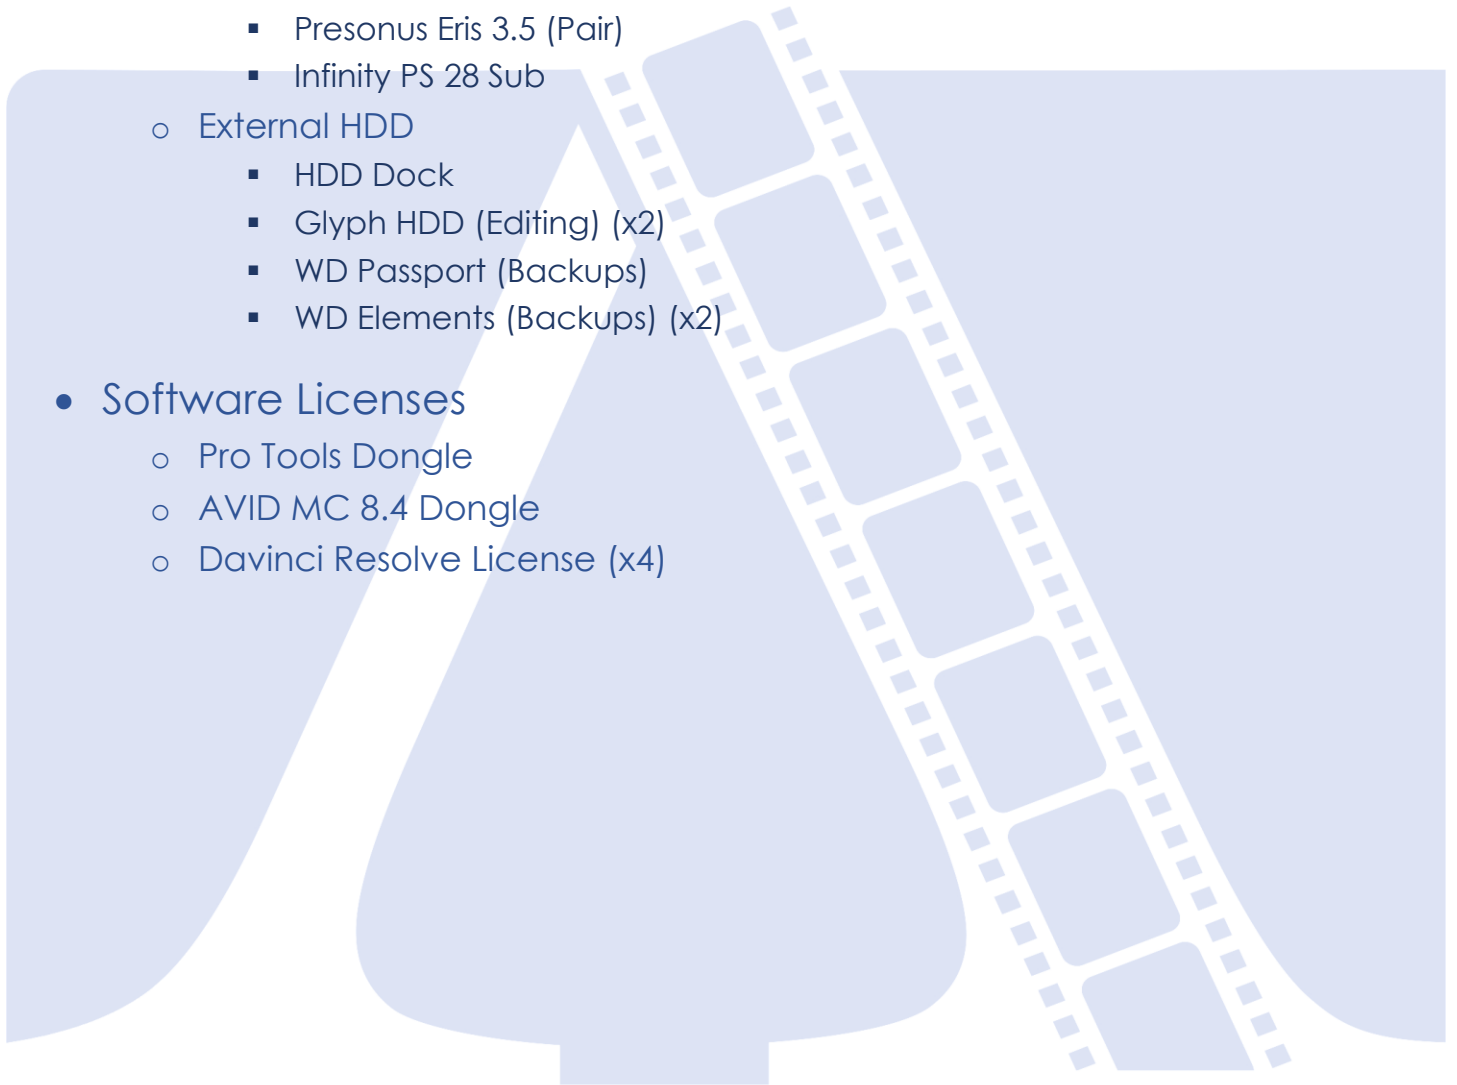 ▪ Presonus Eris 3.5 (Pair)
▪ Infinity PS 28 Sub
o External HDD
▪ HDD Dock
▪ Glyph HDD (Editing) (x2)
▪ WD Passport (Backups)
▪ WD Elements (Backups) (x2)
• Software Licenses
o Pro Tools Dongle
o AVID MC 8.4 Dongle
o Davinci Resolve License (x4)